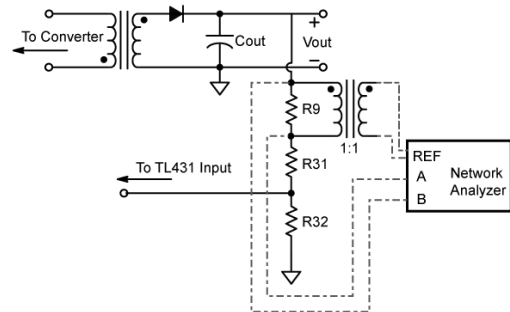 To Converter
Cout
+
Vout
−
R9
1:1
R31
To TL431 Input
R32
REF
A
B
Network
Analyzer